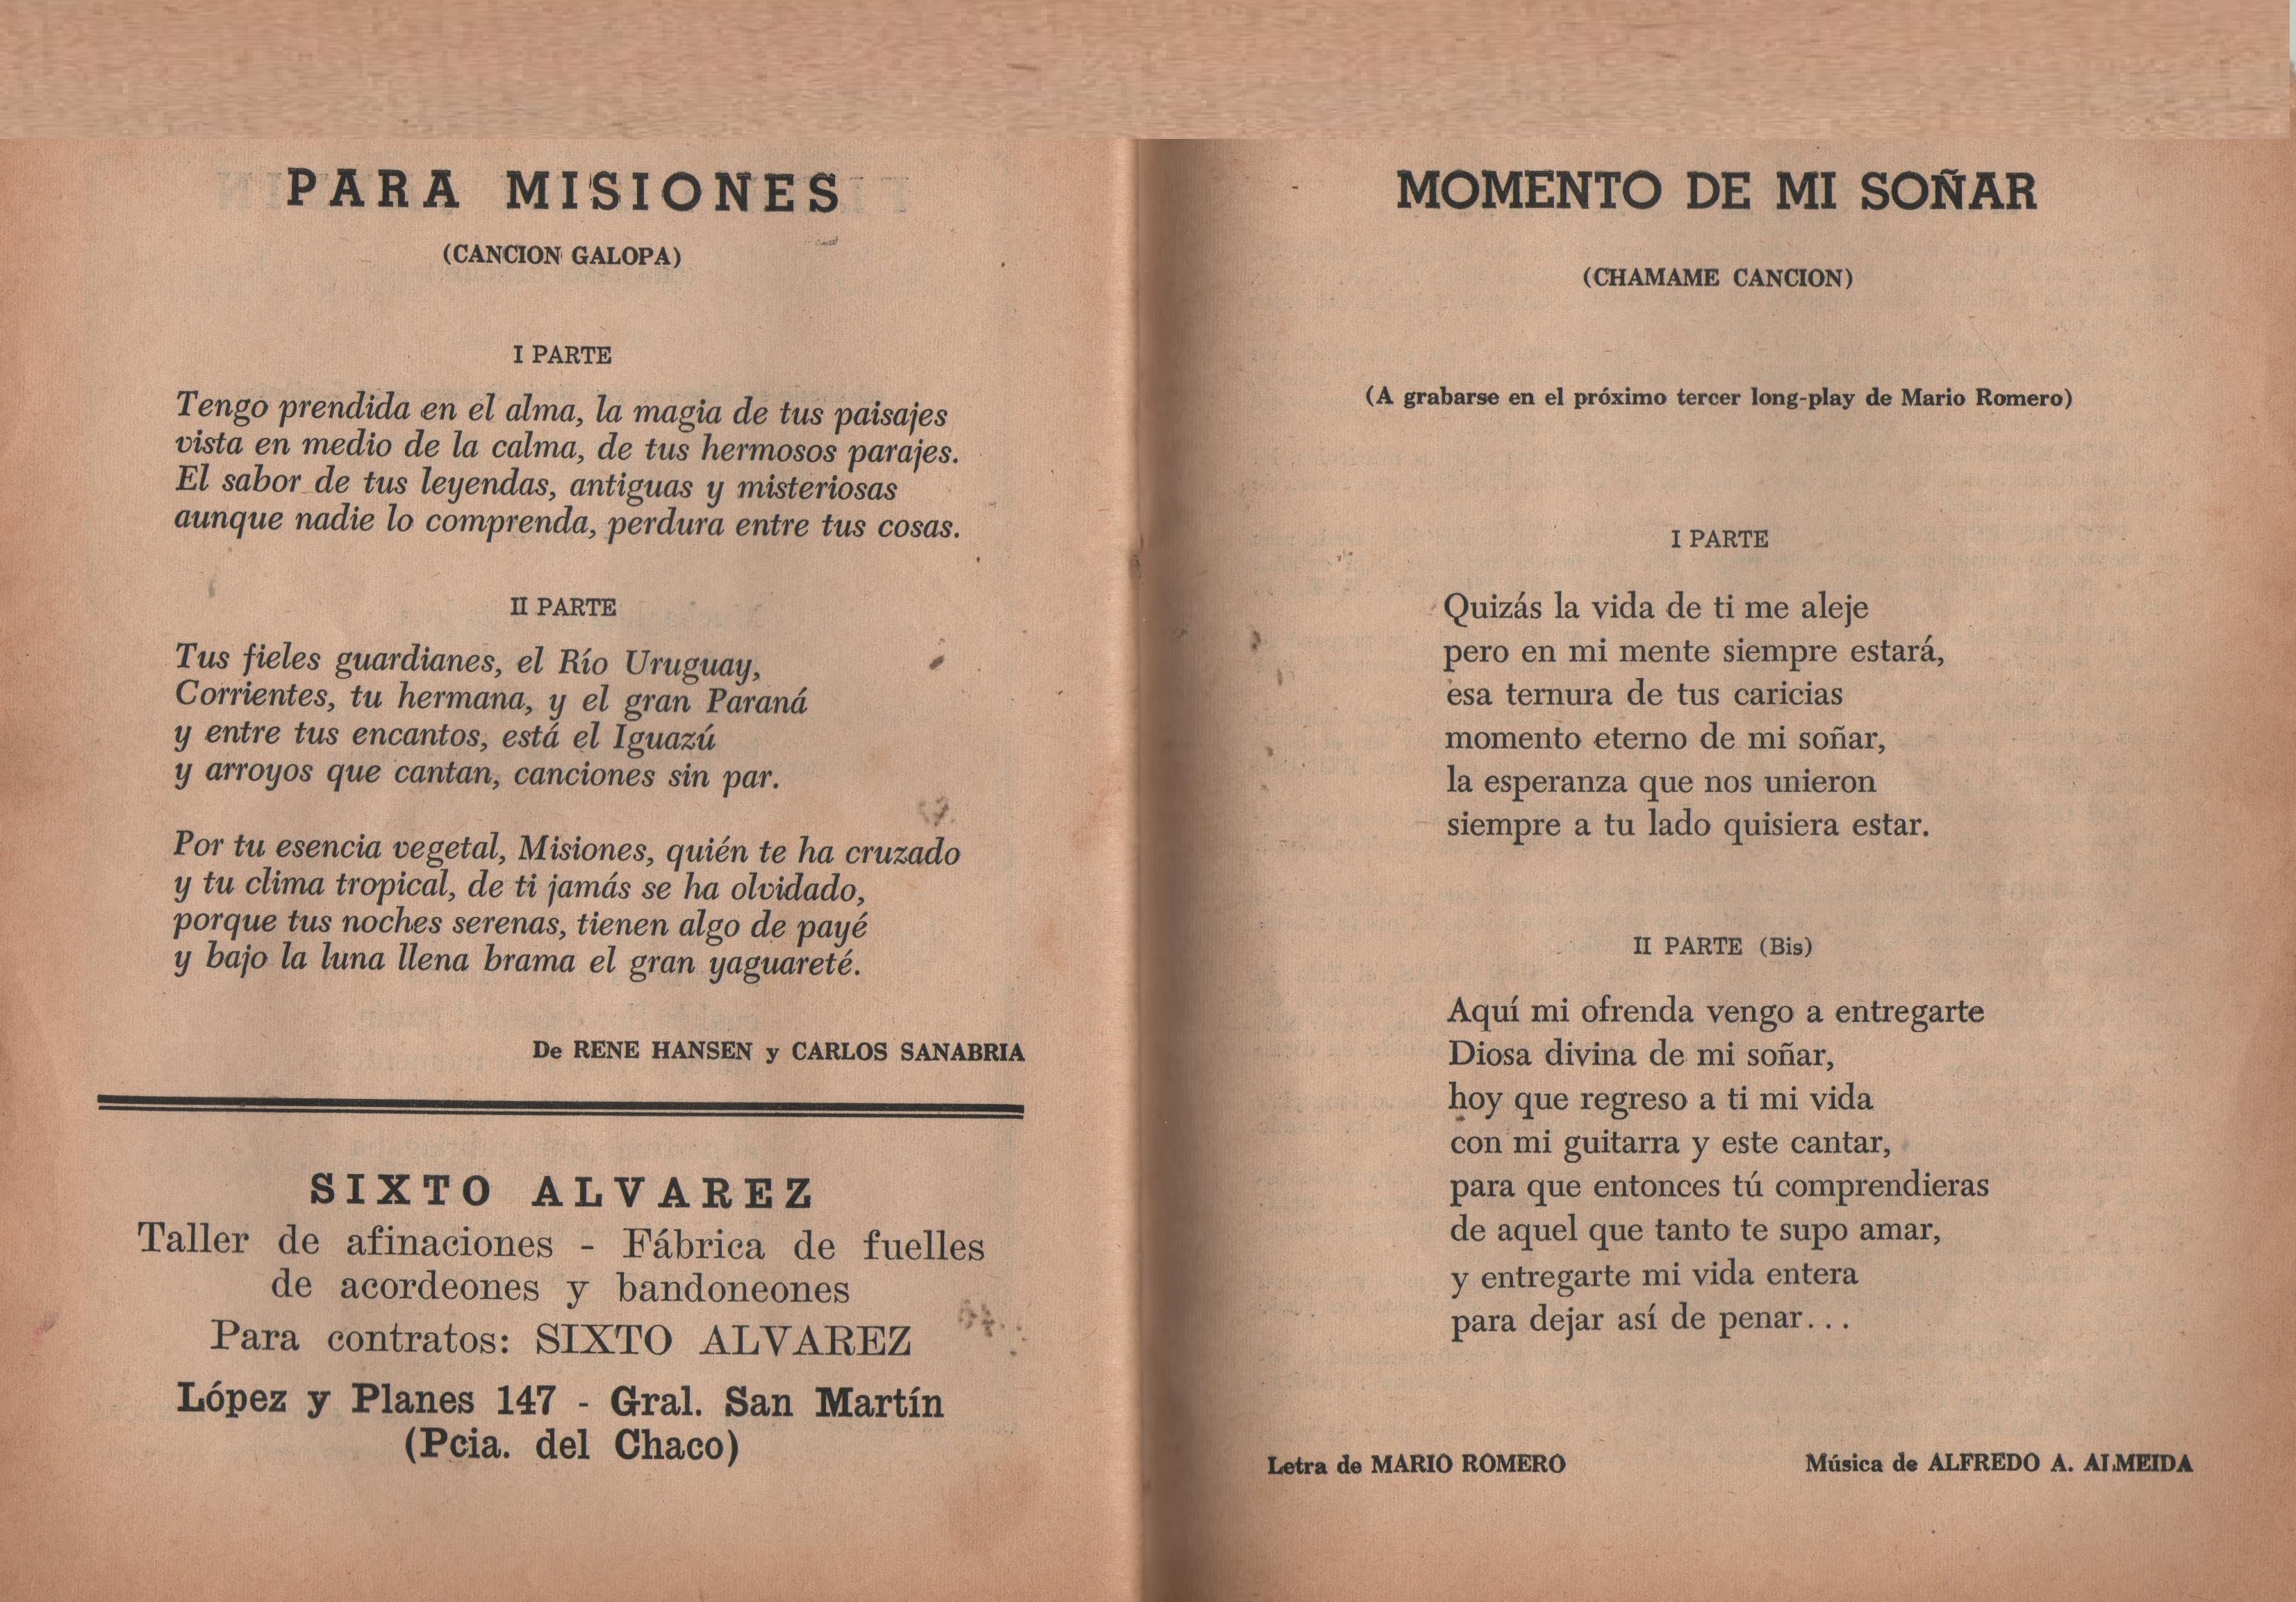 PARA MISIONES
(CANCION GALOPA)
I PARTE
Tengo prendida en el alma, la magia de tus paisajes
vista en medio de la calma, de tus hermosos parajes.
El sabor de tus leyendas, antiguas y misteriosas
aunque nadie lo comprenda, perdura entre tus cosas.
II PARTE
Tus fieles guardianes, el Río Uruguay,
Corrientes, tu hermana, y el gran Paraná
y entre tus encantos, está el Iguazú
y arroyos que cantan, canciones sin par.
Por tu esencia vegetal, Misiones, quién te ha cruzado
y tu clima tropical, de ti jamás se ha olvidado,
porque tus noches serenas, tienen algo de payé
y bajo la luna llena brama el gran yaguareté.
De RENE HANSEN y CARLOS SANABRIA
SIXTO ALVAREZ
Taller de afinaciones - Fábrica de fuelles
de acordeones y bandoneones
Para contratos: SIXTO ALVAREZ
López y Planes 147 - Gral. San Martín
(Pcia. del Chaco)
MOMENTO DE MI SOÑAR
(CHAMAME CANCION)
(A grabarse en el próximo tercer long-play de Mario Romero)
I PARTE
Quizás la vida de ti me aleje
pero en mi mente siempre estará,
esa ternura de tus caricias
momento eterno de mi soñar,
la esperanza que nos unieron
siempre a tu lado quisiera estar.
II PARTE (Bis)
Aquí mi ofrenda vengo a entregarte
Diosa divina de mi soñar,
hoy que regreso a ti mi vida
con mi guitarra y este cantar,
para que entonces tú comprendieras
de aquel que tanto te supo amar,
y entregarte mi vida entera
para dejar así de penar...
Letra de MARIO ROMERO
Música de ALFREDO A. ALMEIDA